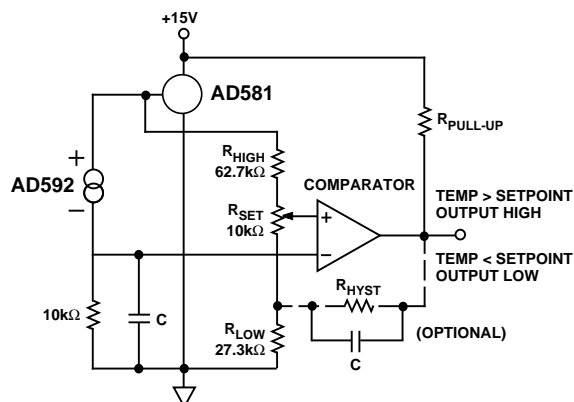 +15V
AD581
+
AD592
−
R_HIGH
62.7kΩ
R_SET
10kΩ
COMPARATOR
+
−
R_PULL-UP
TEMP > SETPOINT
OUTPUT HIGH
TEMP < SETPOINT
OUTPUT LOW
R_HYST
(OPTIONAL)
C
10kΩ
C
R_LOW
27.3kΩ